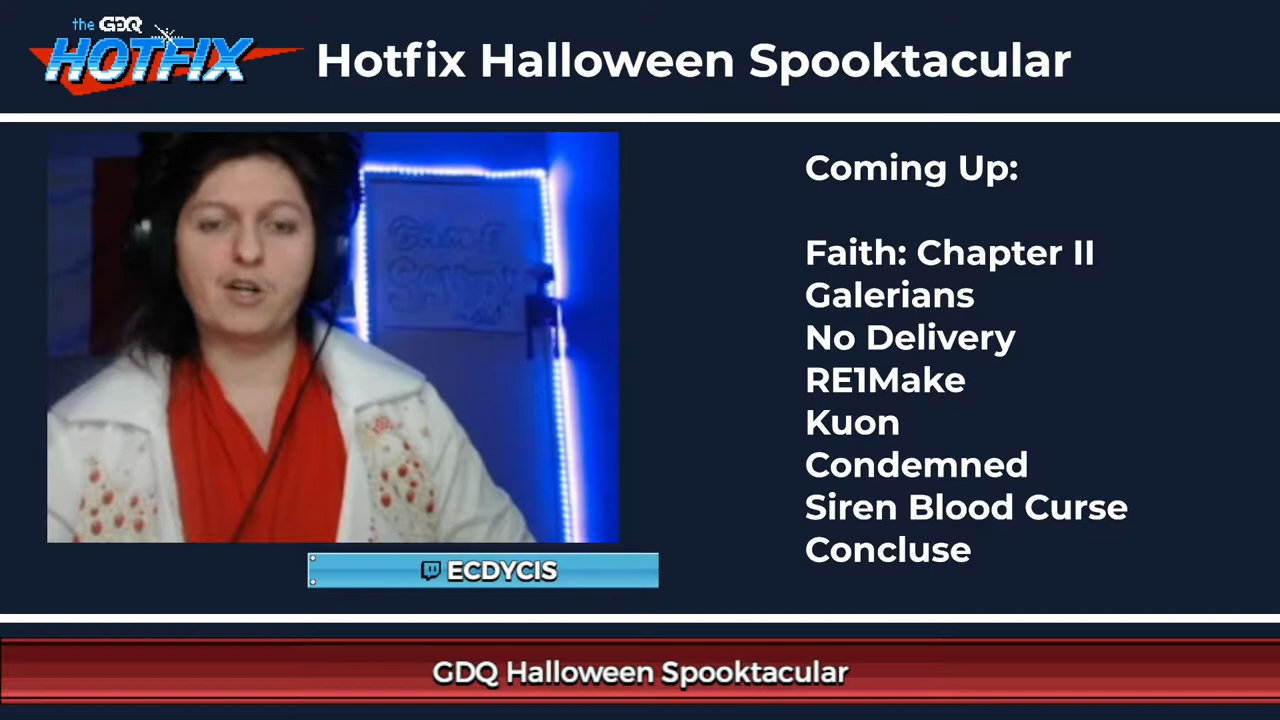 the GDQ
HOTFIX
Hotfix Halloween Spooktacular
Coming Up:
Faith: Chapter II
Galerians
No Delivery
RE1Make
Kuon
Condemned
Siren Blood Curse
Concluse
GAME
ECDYCIS
GDQ Halloween Spooktacular